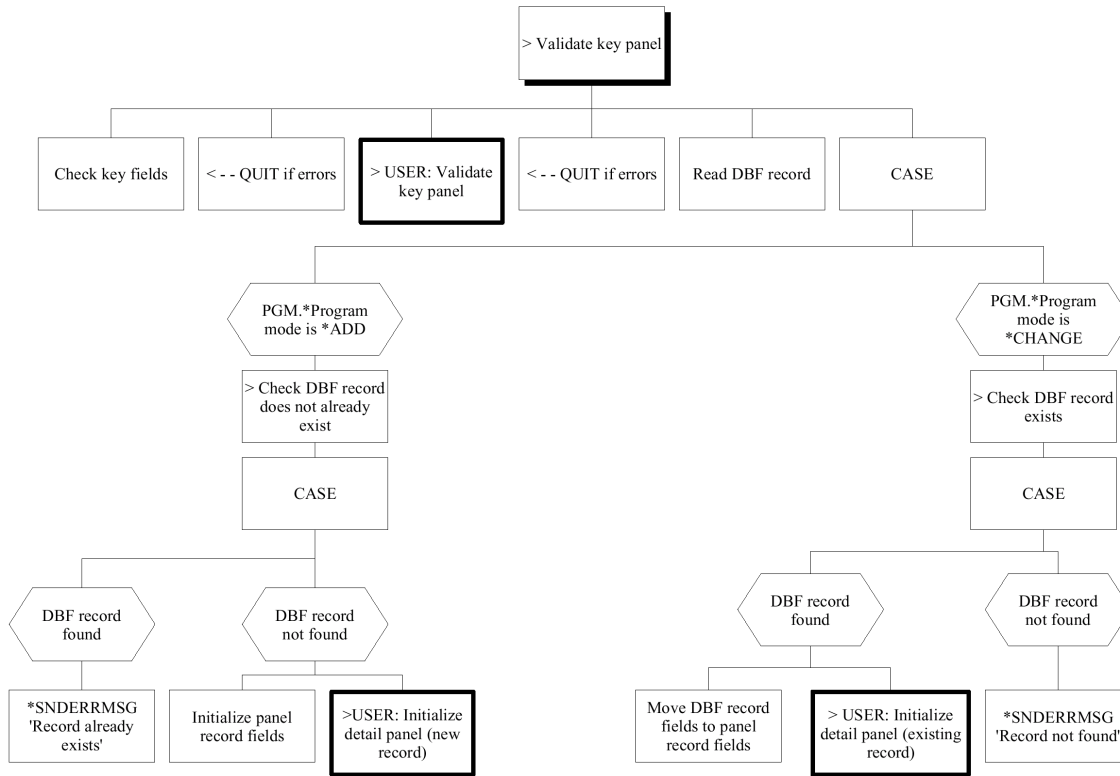 > Validate key panel
Check key fields
< - - QUIT if errors
> USER: Validate
key panel
< - - QUIT if errors
Read DBF record
CASE
PGM.*Program
mode is *ADD
PGM.*Program
mode is
*CHANGE
> Check DBF record
does not already
exist
> Check DBF record
exists
CASE
CASE
DBF record
found
DBF record
not found
DBF record
found
DBF record
not found
*SNDERRMSG
'Record already
exists'
Initialize panel
record fields
>USER: Initialize
detail panel (new
record)
Move DBF record
fields to panel
record fields
> USER: Initialize
detail panel (existing
record)
*SNDERRMSG
'Record not found'